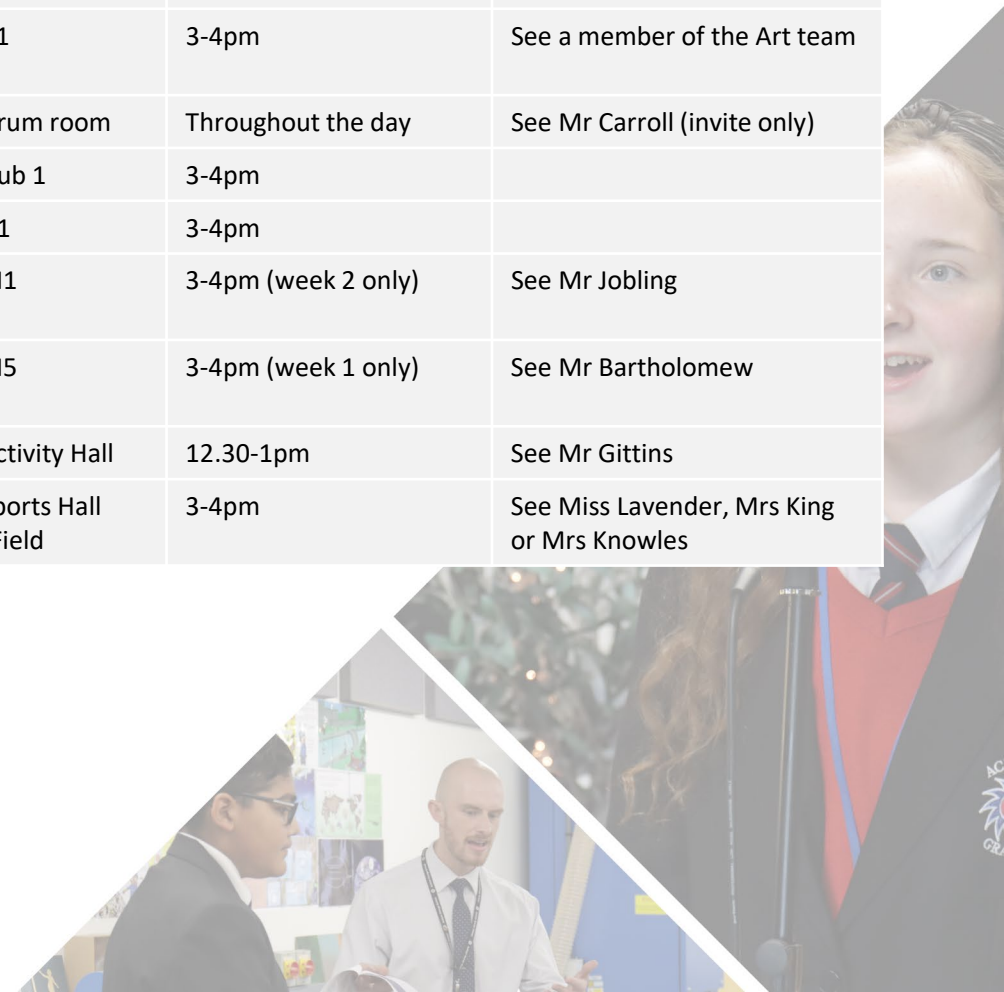 1 3-4pm See a member of the Art team
rum room Throughout the day See Mr Carroll (invite only)
ub 1 3-4pm
1 3-4pm
1 3-4pm (week 2 only) See Mr Jobling
5 3-4pm (week 1 only) See Mr Bartholomew
ctivity Hall 12.30-1pm See Mr Gittins
ports Hall 3-4pm See Miss Lavender, Mrs King
ield or Mrs Knowles
AC
GRA